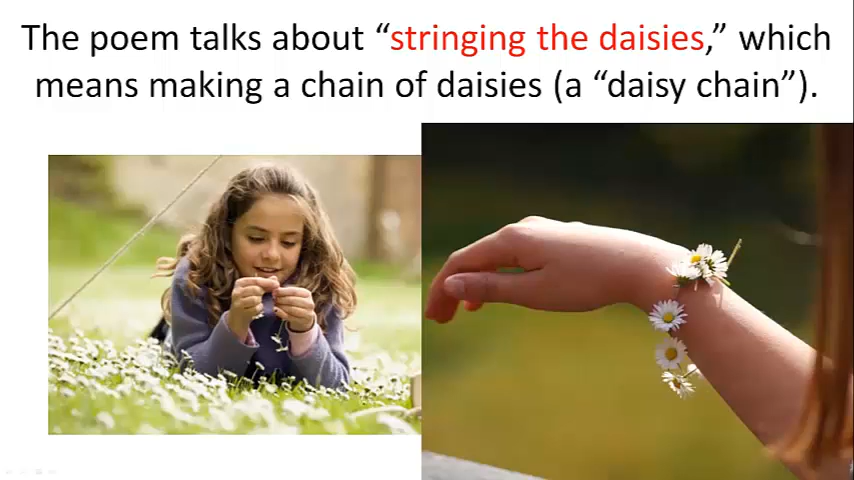 The poem talks about “stringing the daisies,” which
means making a chain of daisies (a “daisy chain”).